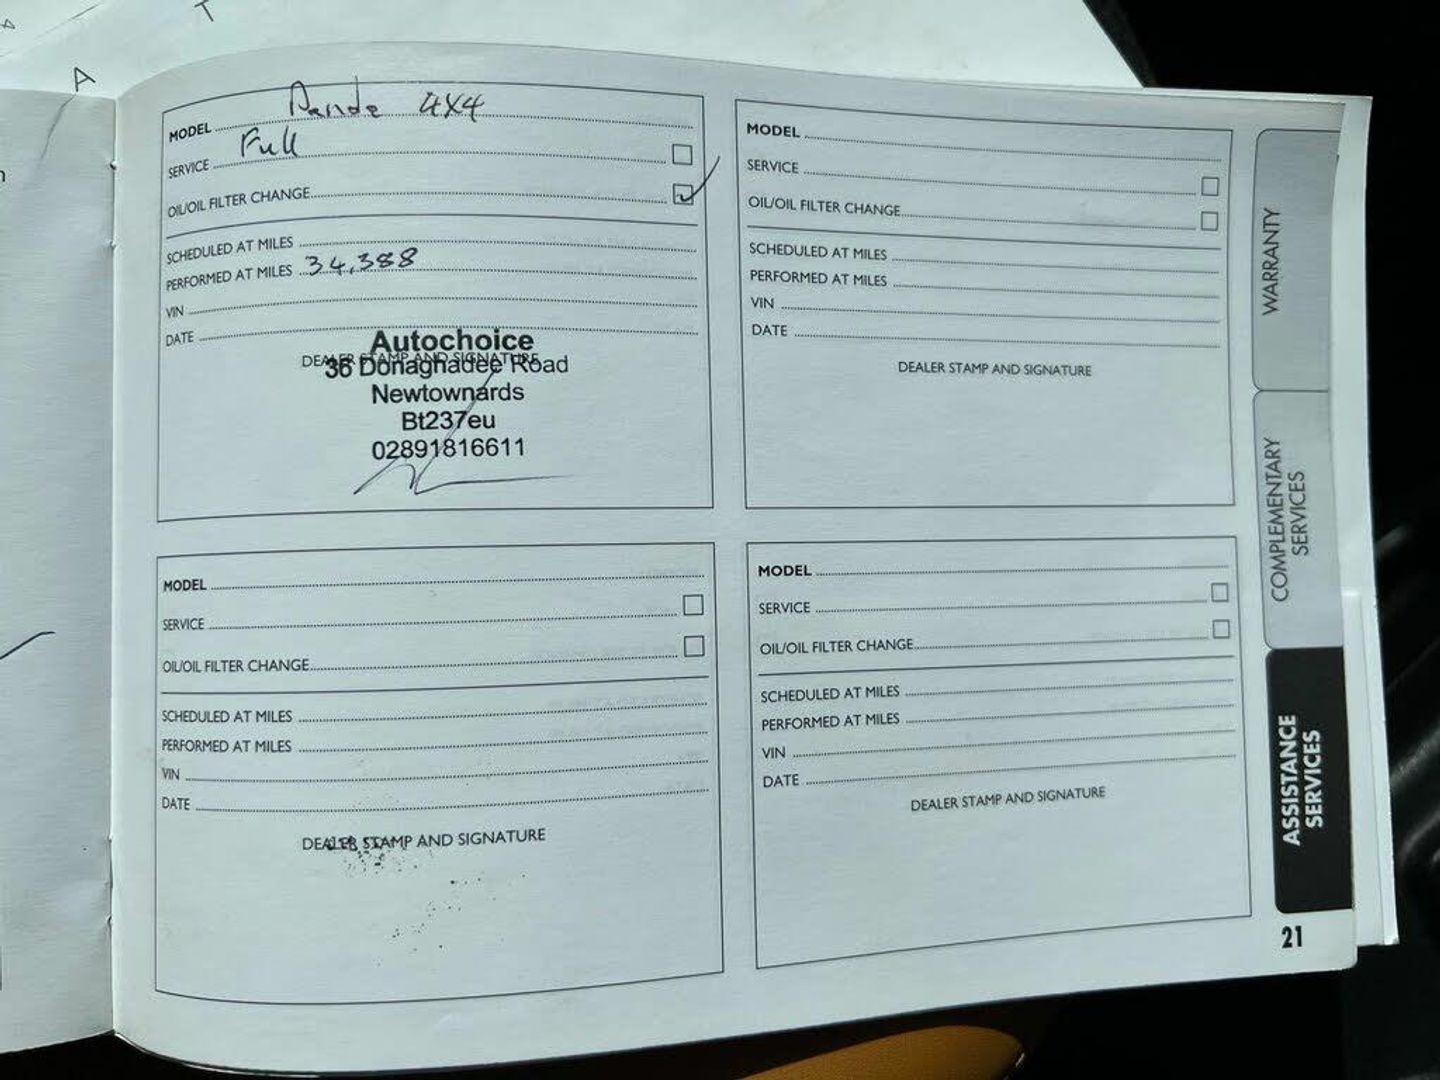 T
A
MODEL Panda 4X4
SERVICE Full
OIL/OIL FILTER CHANGE
SCHEDULED AT MILES
PERFORMED AT MILES 34,388
VIN
DATE
DEALER STAMP AND SIGNATURE
Autochoice
36 Donaghadee Road
Newtownards
Bt237eu
02891816611
MODEL
SERVICE
OIL/OIL FILTER CHANGE
SCHEDULED AT MILES
PERFORMED AT MILES
VIN
DATE
DEALER STAMP AND SIGNATURE
MODEL
SERVICE
OIL/OIL FILTER CHANGE
SCHEDULED AT MILES
PERFORMED AT MILES
VIN
DATE
DEALER STAMP AND SIGNATURE
MODEL
SERVICE
OIL/OIL FILTER CHANGE
SCHEDULED AT MILES
PERFORMED AT MILES
VIN
DATE
DEALER STAMP AND SIGNATURE
WARRANTY
COMPLEMENTARY
SERVICES
ASSISTANCE
SERVICES
21